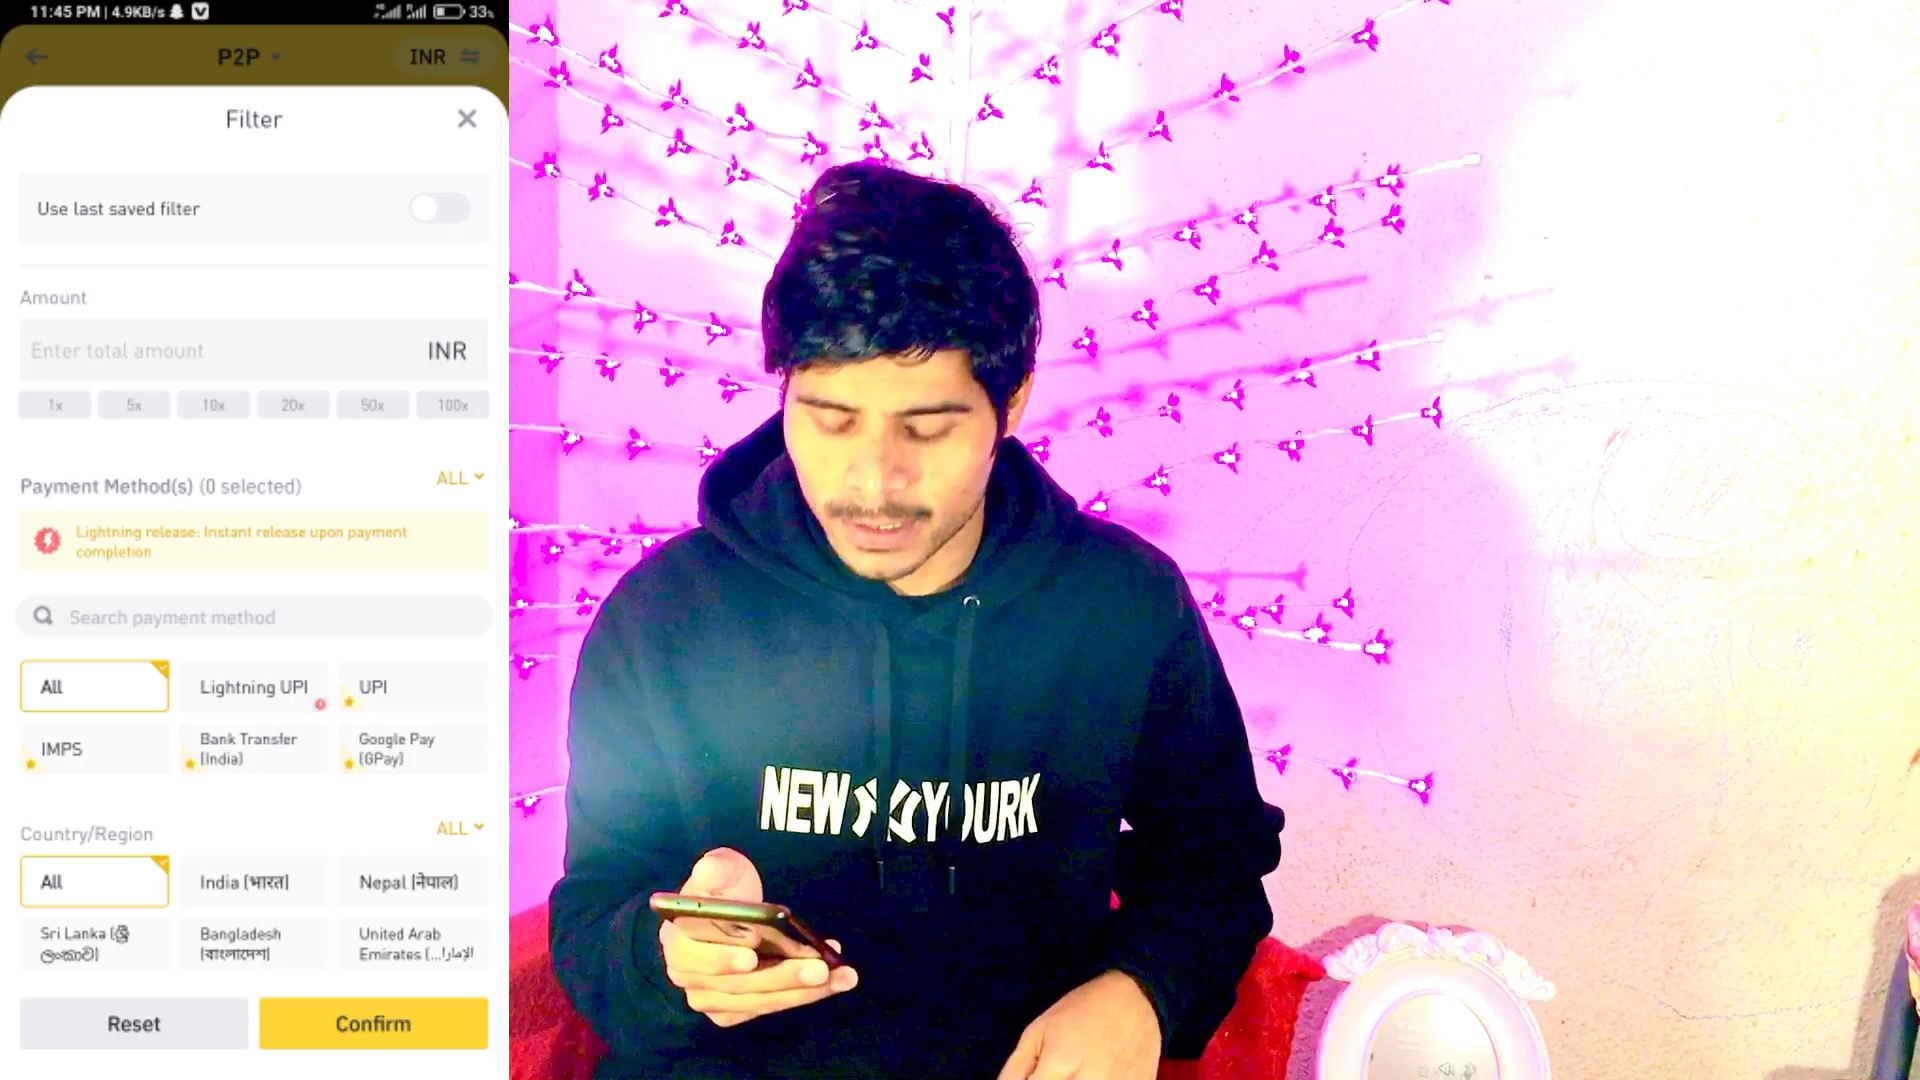 11:45 PM | 4.9KB/s
33%
P2P
INR
Filter
Use last saved filter
Amount
Enter total amount
INR
1x 5x 10x 20x 50x 100x
Payment Method(s) (0 selected)
ALL
Lightning release: Instant release upon payment
completion
Search payment method
All
Lightning UPI
UPI
IMPS
Bank Transfer
(India)
Google Pay
(GPay)
Country/Region
ALL
All
India (भारत)
Nepal (नेपाल)
Sri Lanka (ශ්‍රී
ලංකාව)
Bangladesh
(বাংলাদেশ)
United Arab
Emirates (...الإمارا
Reset
Confirm
NEW